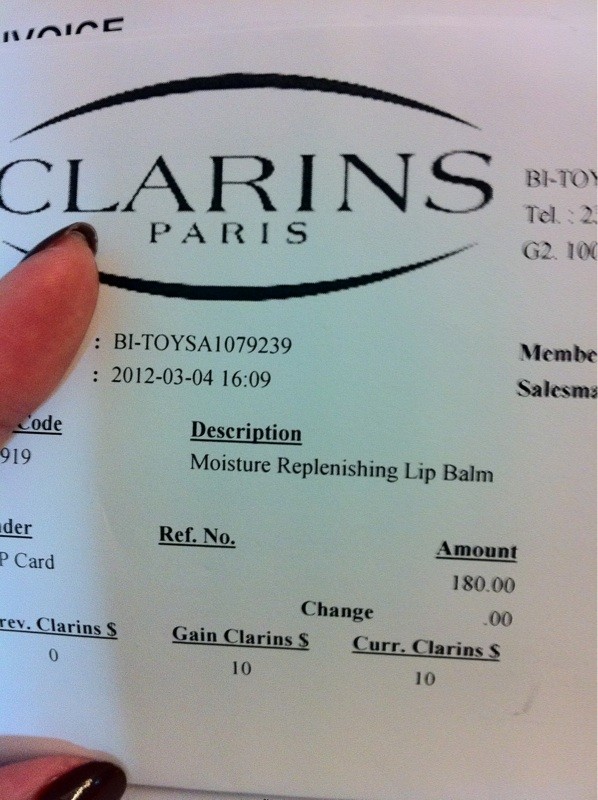 INVOICE
CLARINS
PARIS
BI-TOY
Tel. : 2
G2. 100
: BI-TOYSA1079239
: 2012-03-04 16:09
Membe
Salesma
Code Description
919 Moisture Replenishing Lip Balm
nder Ref. No. Amount
P Card 180.00
Change .00
rev. Clarins $ Gain Clarins $ Curr. Clarins $
0 10 10